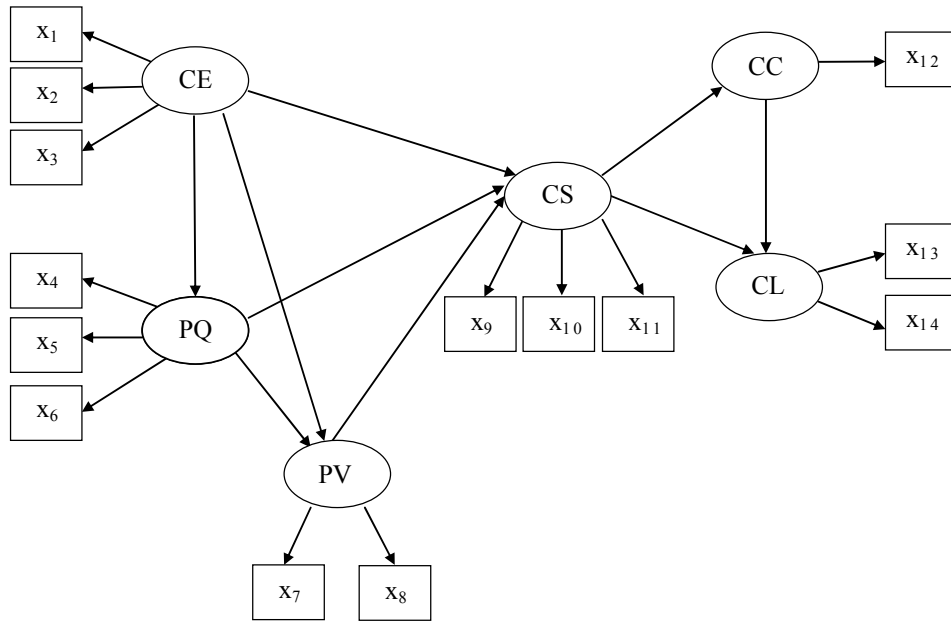 x₁
x₂
x₃
CE
CC
x₁₂
CS
x₄
x₅
x₆
PQ
x₉
x₁₀
x₁₁
CL
x₁₃
x₁₄
PV
x₇
x₈